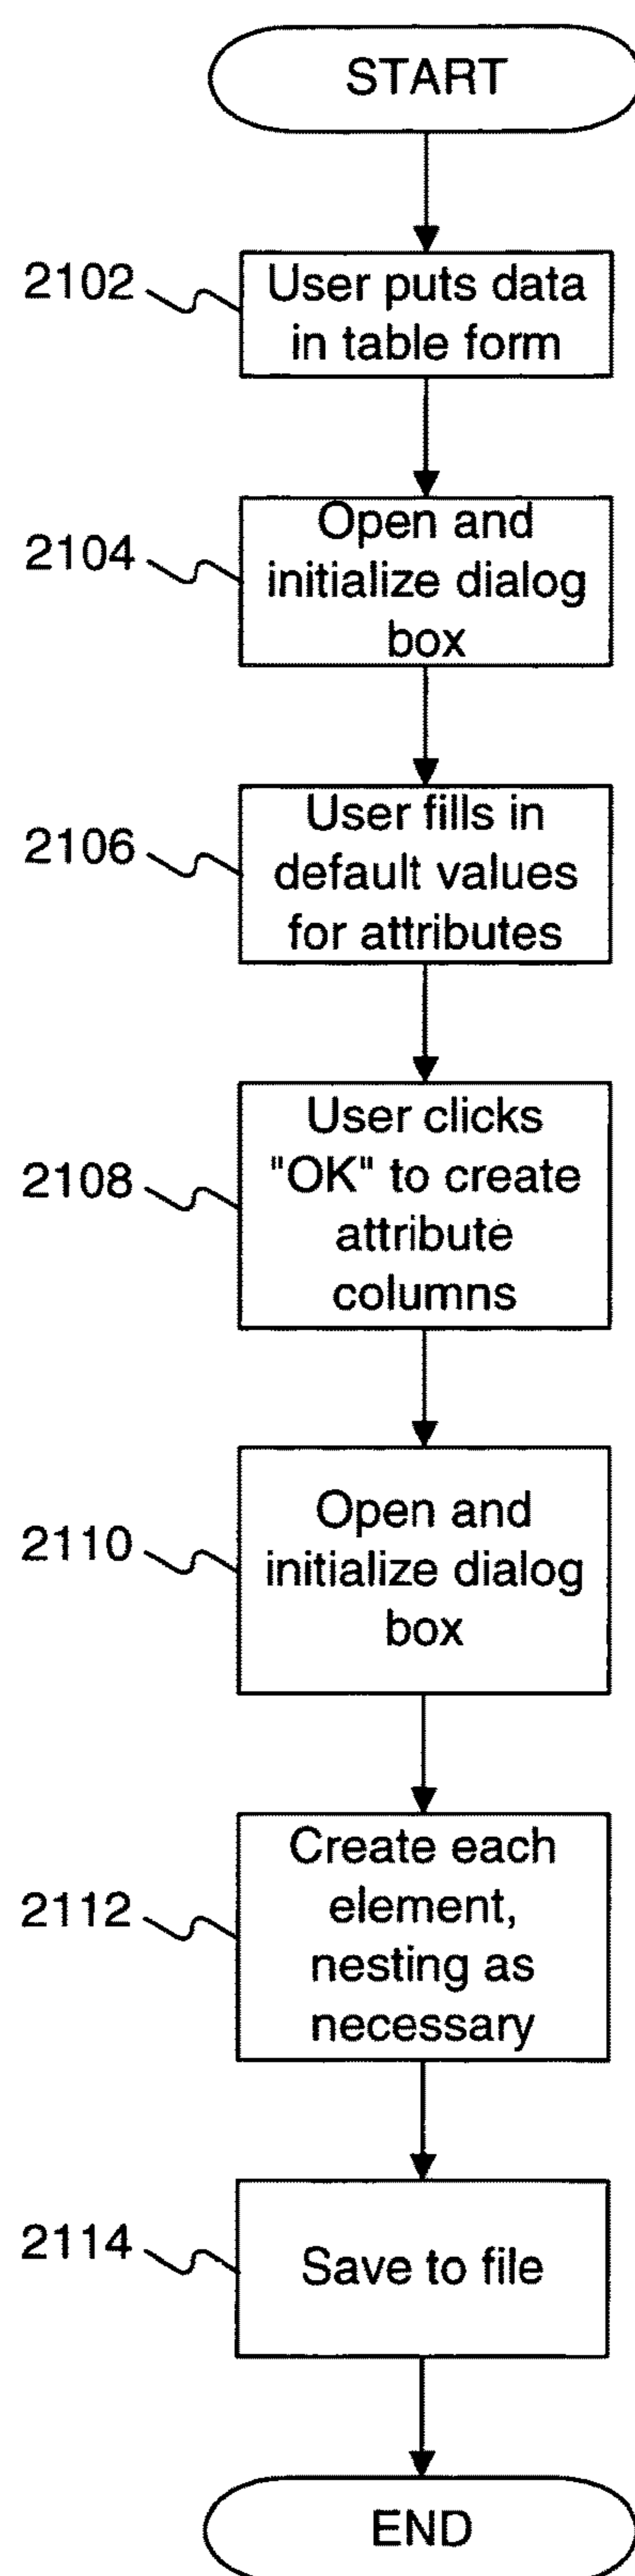 START
2102
User puts data
in table form
2104
Open and
initialize dialog
box
2106
User fills in
default values
for attributes
2108
User clicks
"OK" to create
attribute
columns
2110
Open and
initialize dialog
box
2112
Create each
element,
nesting as
necessary
2114
Save to file
END